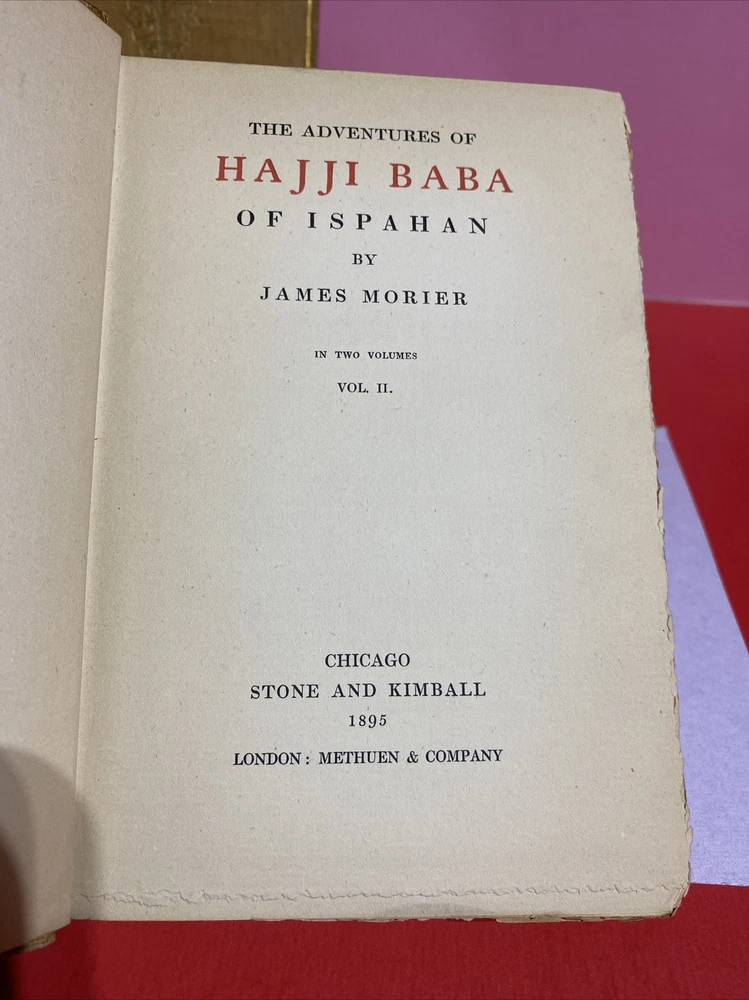 THE ADVENTURES OF
HAJJI BABA
OF ISPAHAN
BY
JAMES MORIER
IN TWO VOLUMES
VOL. II.
CHICAGO
STONE AND KIMBALL
1895
LONDON: METHUEN & COMPANY